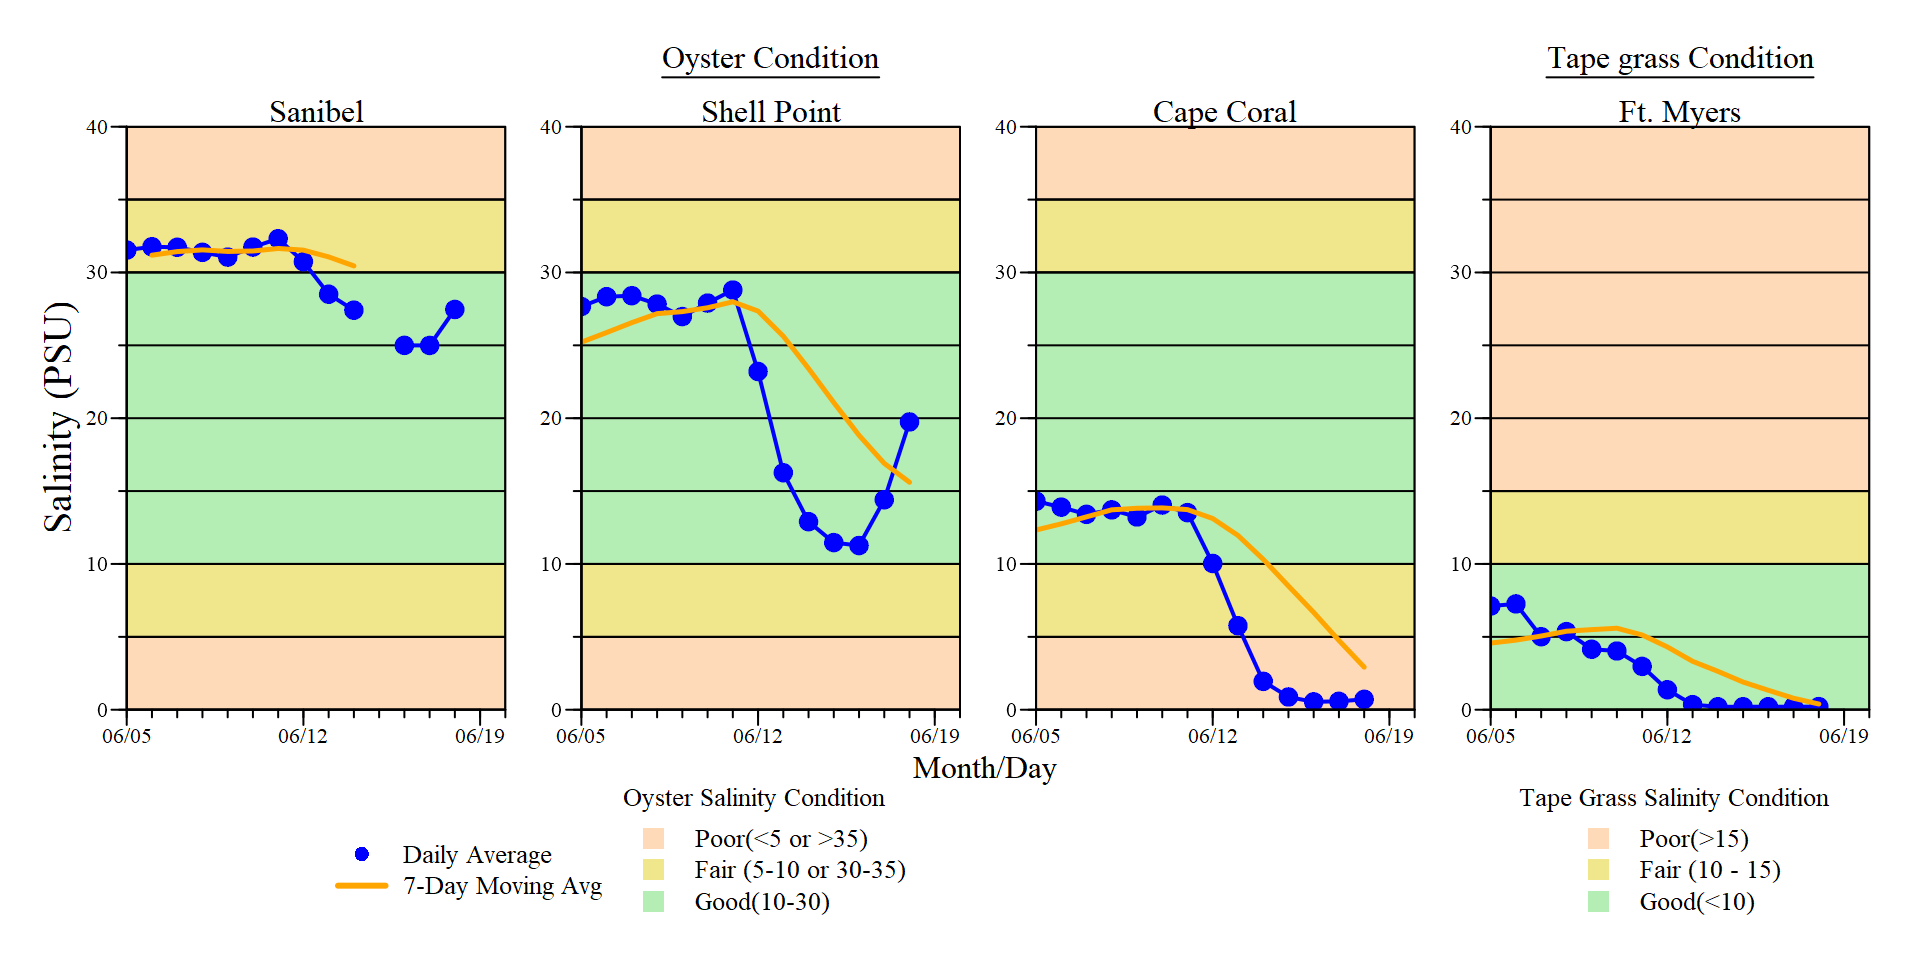 Oyster Condition
Tape grass Condition
Sanibel
Shell Point
Cape Coral
Ft. Myers
Salinity (PSU)
40
30
20
10
0
06/05
06/12
06/19
40
30
20
10
0
06/05
06/12
06/19
40
30
20
10
0
06/05
06/12
06/19
40
30
20
10
0
06/05
06/12
06/19
Month/Day
Daily Average
7-Day Moving Avg
Oyster Salinity Condition
Poor(<5 or >35)
Fair (5-10 or 30-35)
Good(10-30)
Tape Grass Salinity Condition
Poor(>15)
Fair (10 - 15)
Good(<10)